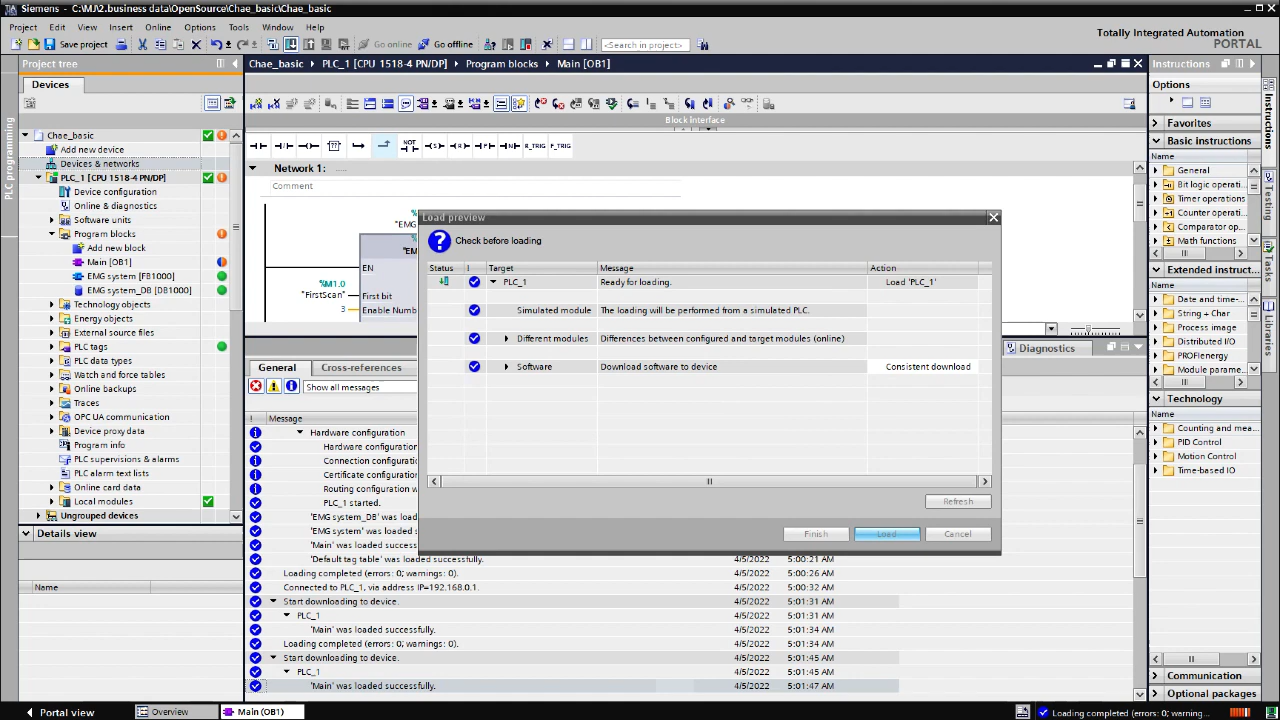 Siemens - C:\MJ\2.business data\OpenSource\Chae_basic\Chae_basic
Project Edit View Insert Online Options Tools Window Help
Totally Integrated Automation
PORTAL
Save project
Go online
Go offline
<Search in project>
Project tree
Chae_basic
PLC_1 [CPU 1518-4 PN/DP]
Program blocks
Main [OB1]
Instructions
Devices
Options
PLC programming
Block interface
Chae_basic
Add new device
Devices & networks
PLC_1 [CPU 1518-4 PN/DP]
Device configuration
Online & diagnostics
Software units
Program blocks
Add new block
Main [OB1]
EMG system [FB1000]
EMG system_DB [DB1000]
Technology objects
Energy objects
External source files
PLC tags
PLC data types
Watch and force tables
Online backups
Traces
OPC UA communication
Device proxy data
Program info
PLC supervisions & alarms
PLC alarm text lists
Online card data
Local modules
Ungrouped devices
Details view
Name
NOT
R_TRIG
F_TRIG
Network 1:
Comment
"EMG
EN
%M1.0
"FirstScan"
First bit
3
Enable Numb
Load preview
Check before loading
Status ! Target Message Action
PLC_1 Ready for loading. Load 'PLC_1'
Simulated module The loading will be performed from a simulated PLC.
Different modules Differences between configured and target modules (online)
Software Download software to device Consistent download
Refresh
Finish Load Cancel
General
Cross-references
Diagnostics
Show all messages
! Message
Hardware configuration
Hardware configuration
Connection configuratio
Certificate configuration
Routing configuration w
PLC_1 started.
'EMG system_DB' was load
'EMG system' was loaded s
'Main' was loaded successfu
'Default tag table' was loaded successfully. 4/5/2022 5:00:21 AM
Loading completed (errors: 0; warnings: 0). 4/5/2022 5:00:26 AM
Connected to PLC_1, via address IP=192.168.0.1. 4/5/2022 5:00:33 AM
Start downloading to device. 4/5/2022 5:01:31 AM
PLC_1 4/5/2022 5:01:31 AM
'Main' was loaded successfully. 4/5/2022 5:01:34 AM
Loading completed (errors: 0; warnings: 0). 4/5/2022 5:01:34 AM
Start downloading to device. 4/5/2022 5:01:45 AM
PLC_1 4/5/2022 5:01:45 AM
'Main' was loaded successfully. 4/5/2022 5:01:47 AM
Favorites
Basic instructions
Name
General
Bit logic operati...
Timer operations
Counter operati...
Comparator op...
Math functions
Extended instruct...
Name
Date and time-...
String + Char
Process image
Distributed I/O
PROFIenergy
Module parame...
Technology
Name
Counting and mea...
PID Control
Motion Control
Time-based IO
Communication
Optional packages
Instructions
Testing
Tasks
Libraries
Portal view
Overview
Main (OB1)
Loading completed (errors: 0; warning...